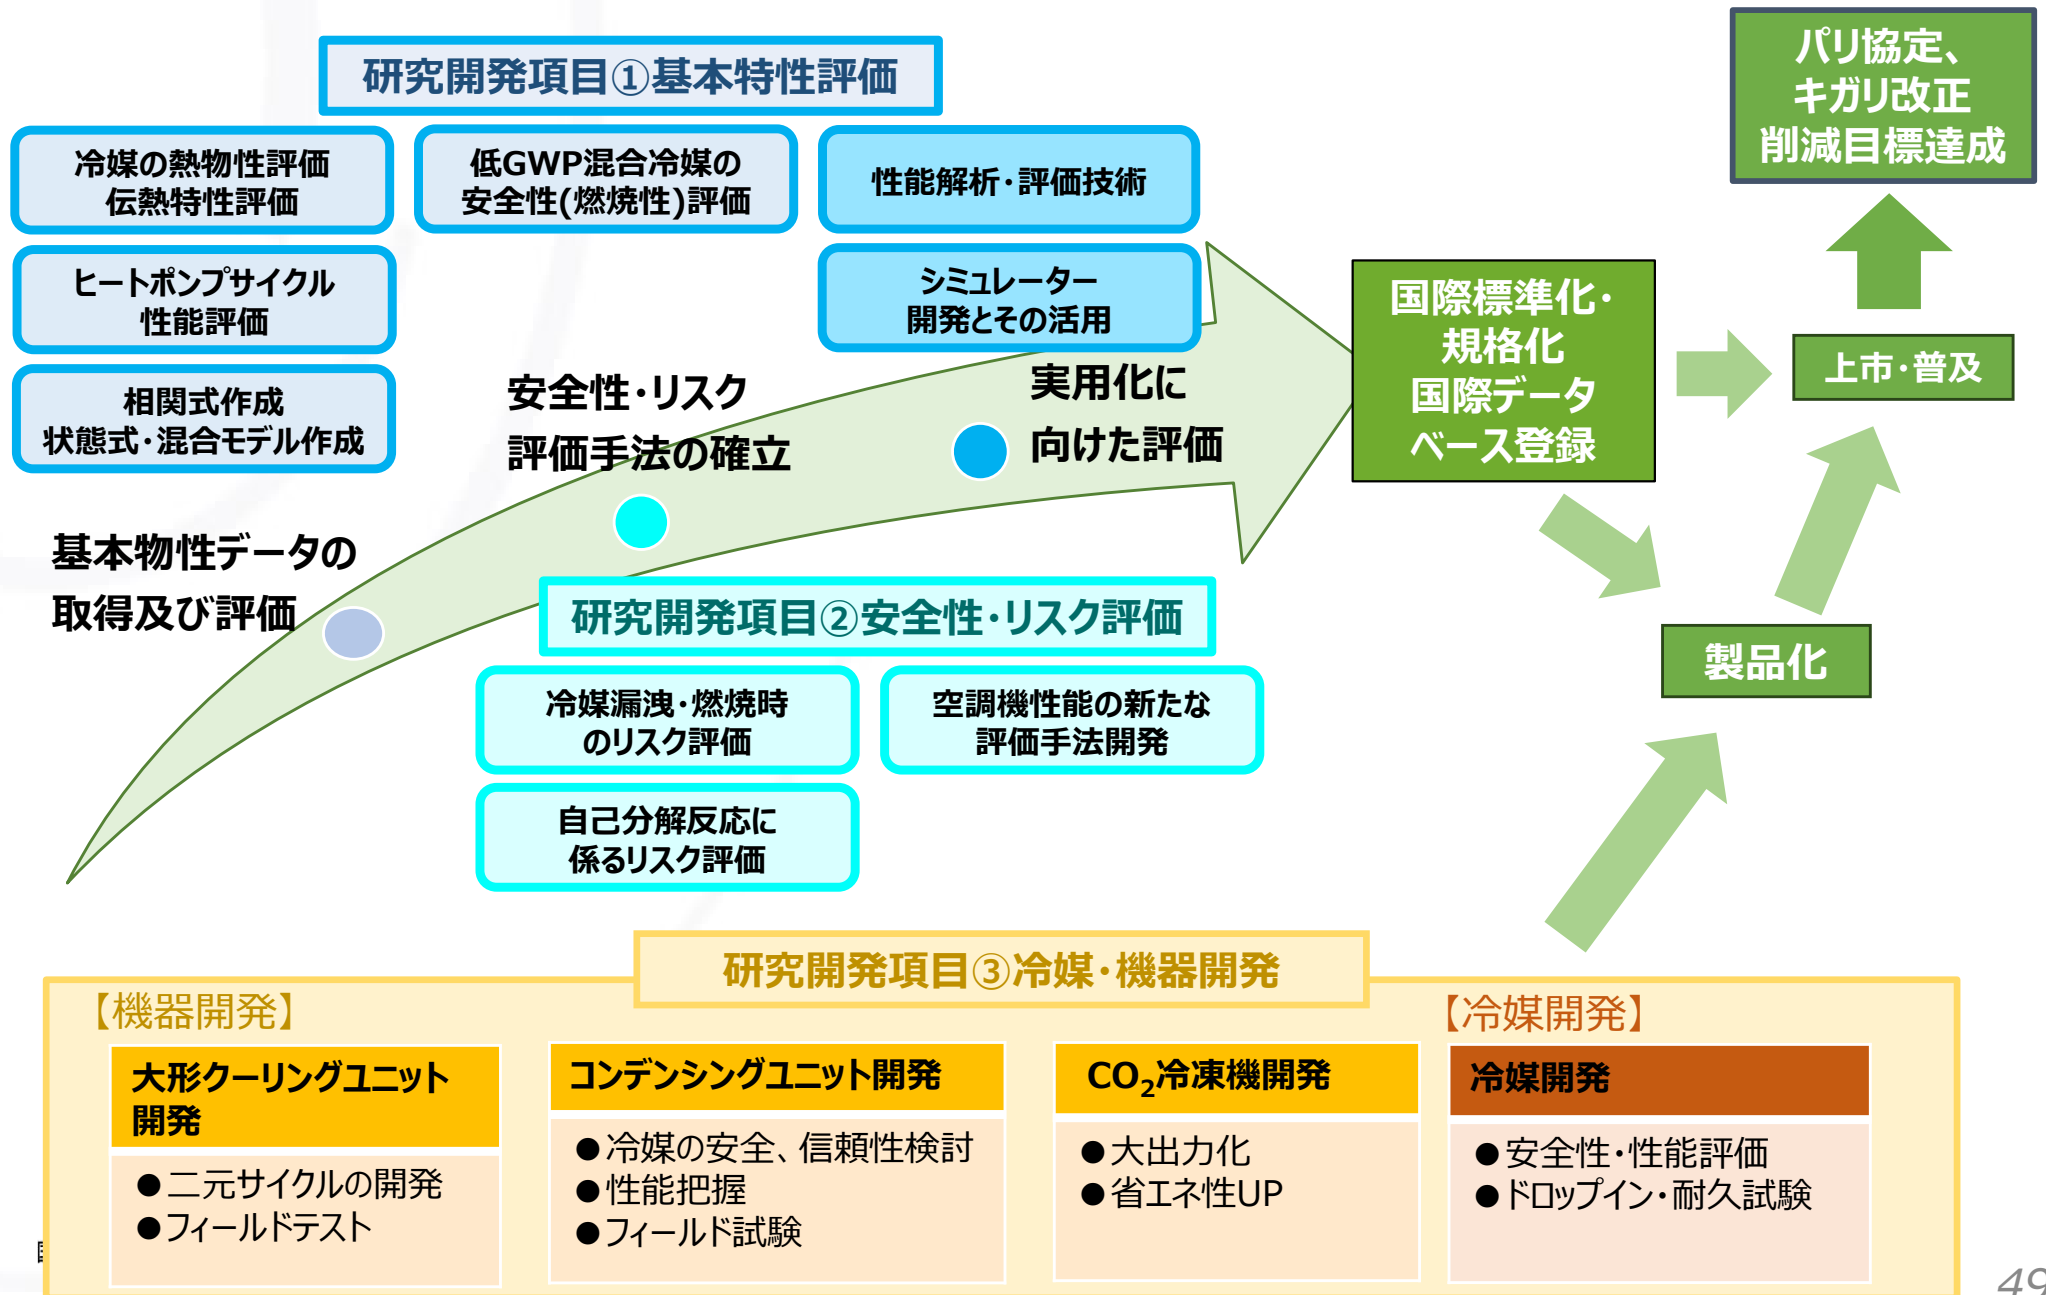 研究開発項目①基本特性評価
冷媒の熱物性評価
伝熱特性評価
低GWP混合冷媒の
安全性(燃焼性)評価
性能解析・評価技術
ヒートポンプサイクル
性能評価
シミュレーター
開発とその活用
相関式作成
状態式・混合モデル作成
安全性・リスク
評価手法の確立
実用化に
向けた評価
基本物性データの
取得及び評価
研究開発項目②安全性・リスク評価
冷媒漏洩・燃焼時
のリスク評価
空調機性能の新たな
評価手法開発
自己分解反応に
係るリスク評価
国際標準化・
規格化
国際データ
ベース登録
パリ協定、
キガリ改正
削減目標達成
上市・普及
製品化
研究開発項目③冷媒・機器開発
【機器開発】
【冷媒開発】
大形クーリングユニット
開発
●二元サイクルの開発
●フィールドテスト
コンデンシングユニット開発
●冷媒の安全、信頼性検討
●性能把握
●フィールド試験
CO₂冷凍機開発
●大出力化
●省エネ性UP
冷媒開発
●安全性・性能評価
●ドロップイン・耐久試験
49